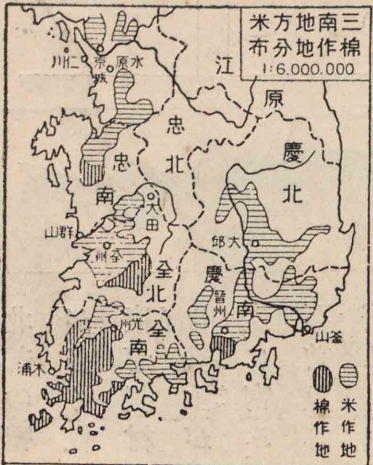 三南地方米
棉作地分布
1:6.000.000
京城
仁川
水原
江原
忠北
忠南
慶北
大田
群山
全州
大邱
全北
慶南
晉州
光州
全南
釜山
木浦
米作地
棉作地